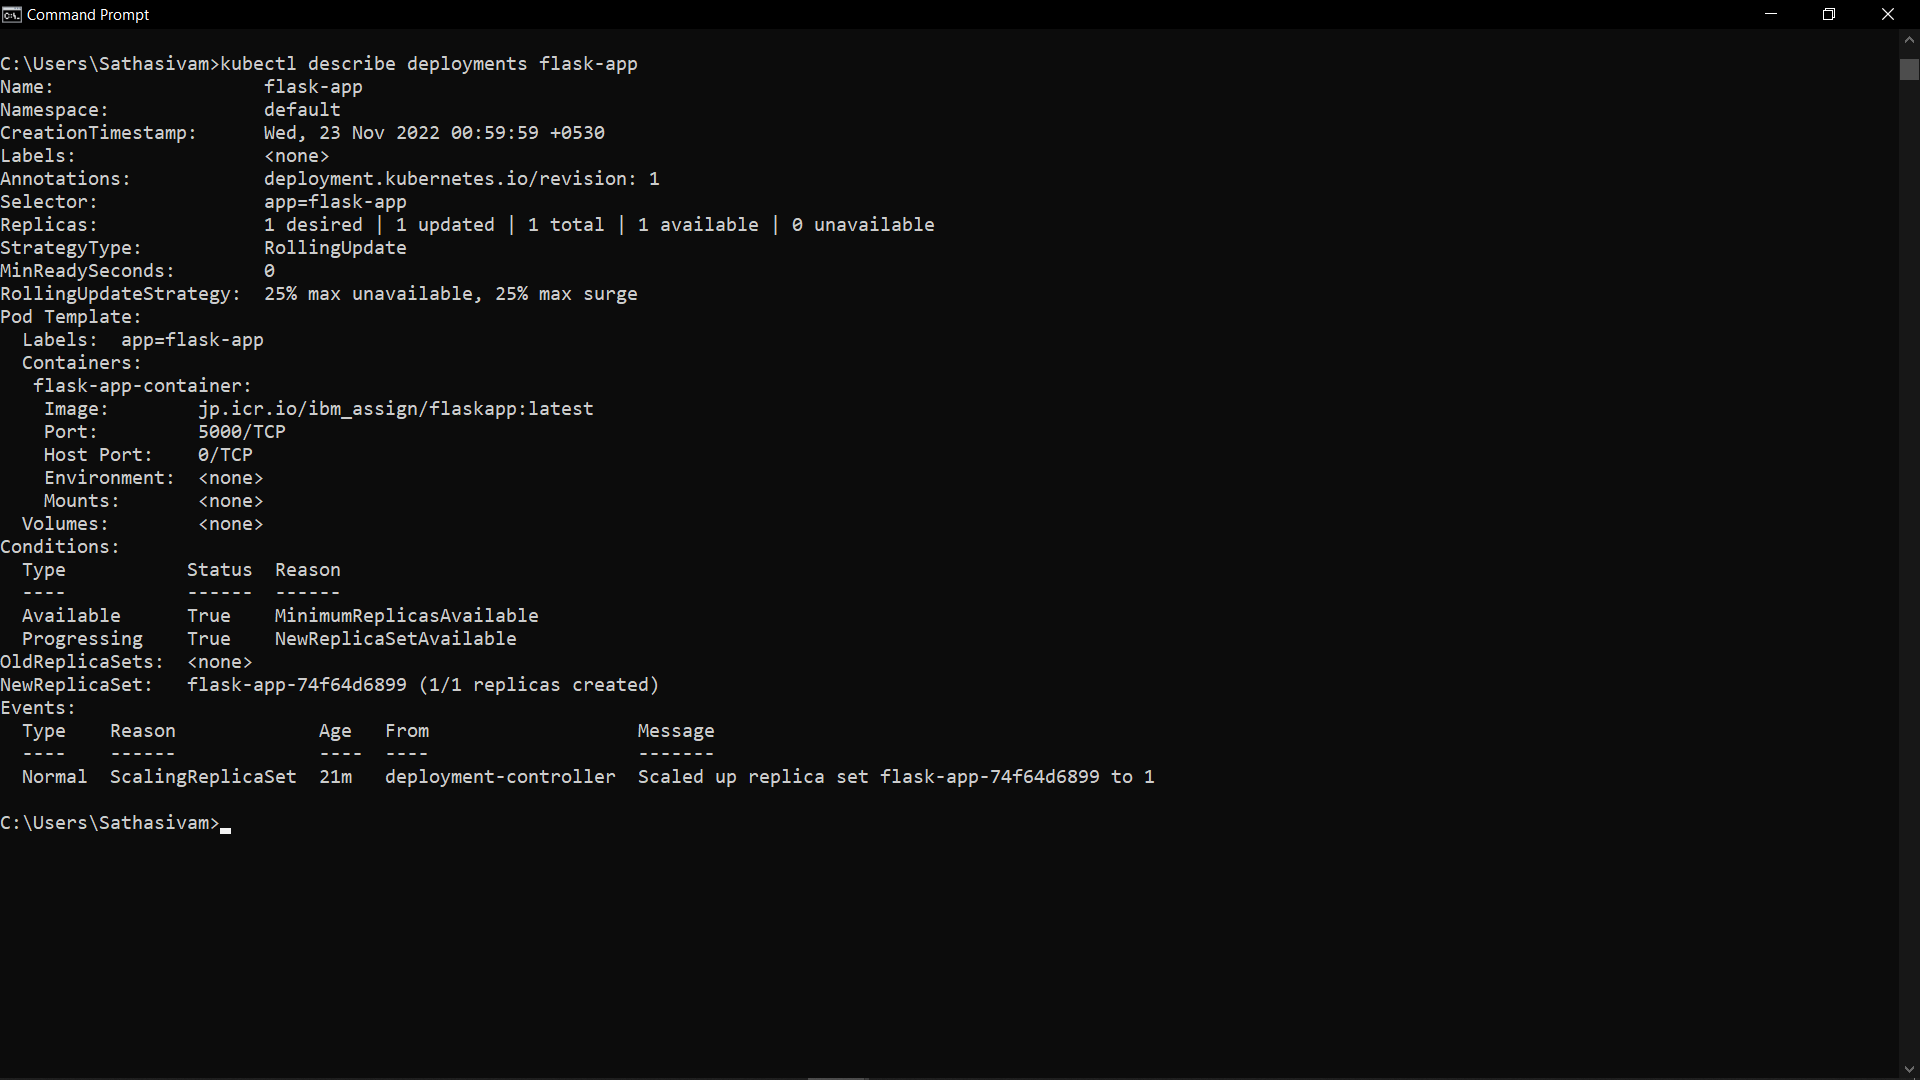 Command Prompt
C:\Users\Sathasivam>kubectl describe deployments flask-app
Name:                   flask-app
Namespace:              default
CreationTimestamp:      Wed, 23 Nov 2022 00:59:59 +0530
Labels:                 <none>
Annotations:            deployment.kubernetes.io/revision: 1
Selector:               app=flask-app
Replicas:               1 desired | 1 updated | 1 total | 1 available | 0 unavailable
StrategyType:           RollingUpdate
MinReadySeconds:        0
RollingUpdateStrategy:  25% max unavailable, 25% max surge
Pod Template:
  Labels:  app=flask-app
  Containers:
   flask-app-container:
    Image:        jp.icr.io/ibm_assign/flaskapp:latest
    Port:         5000/TCP
    Host Port:    0/TCP
    Environment:  <none>
    Mounts:       <none>
  Volumes:        <none>
Conditions:
  Type           Status  Reason
  ----           ------  ------
  Available      True    MinimumReplicasAvailable
  Progressing    True    NewReplicaSetAvailable
OldReplicaSets:  <none>
NewReplicaSet:   flask-app-74f64d6899 (1/1 replicas created)
Events:
  Type    Reason             Age   From                   Message
  ----    ------             ----  ----                   -------
  Normal  ScalingReplicaSet  21m   deployment-controller  Scaled up replica set flask-app-74f64d6899 to 1
C:\Users\Sathasivam>